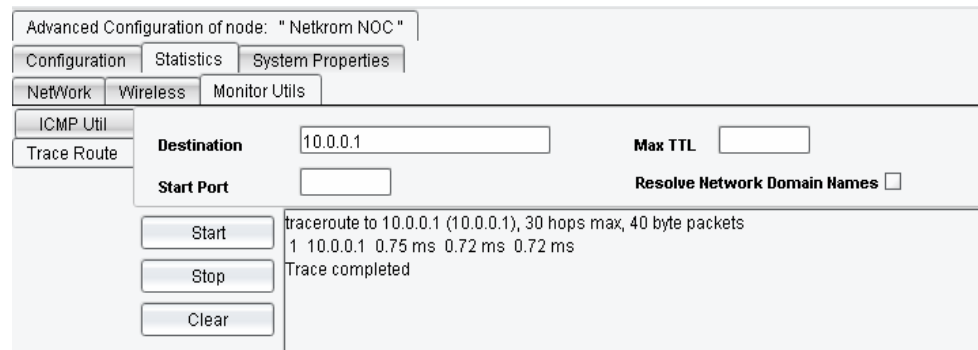 Advanced Configuration of node: " Netkrom NOC "
Configuration Statistics System Properties
NetWork Wireless Monitor Utils
ICMP Util
Trace Route
Destination 10.0.0.1 Max TTL
Start Port Resolve Network Domain Names
Start
Stop
Clear
traceroute to 10.0.0.1 (10.0.0.1), 30 hops max, 40 byte packets
1 10.0.0.1 0.75 ms 0.72 ms 0.72 ms
Trace completed